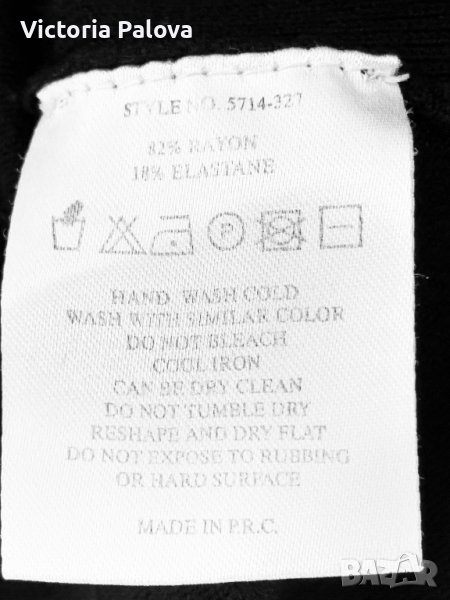 Victoria Palova
STYLE NO. 5714-327
82% RAYON
18% ELASTANE
P
HAND WASH COLD
WASH WITH SIMILAR COLOR
DO NOT BLEACH
COOL IRON
CAN BE DRY CLEAN
DO NOT TUMBLE DRY
RESHAPE AND DRY FLAT
DO NOT EXPOSE TO RUBBING
OR HARD SURFACE
MADE IN P.R.C.
BAZAR